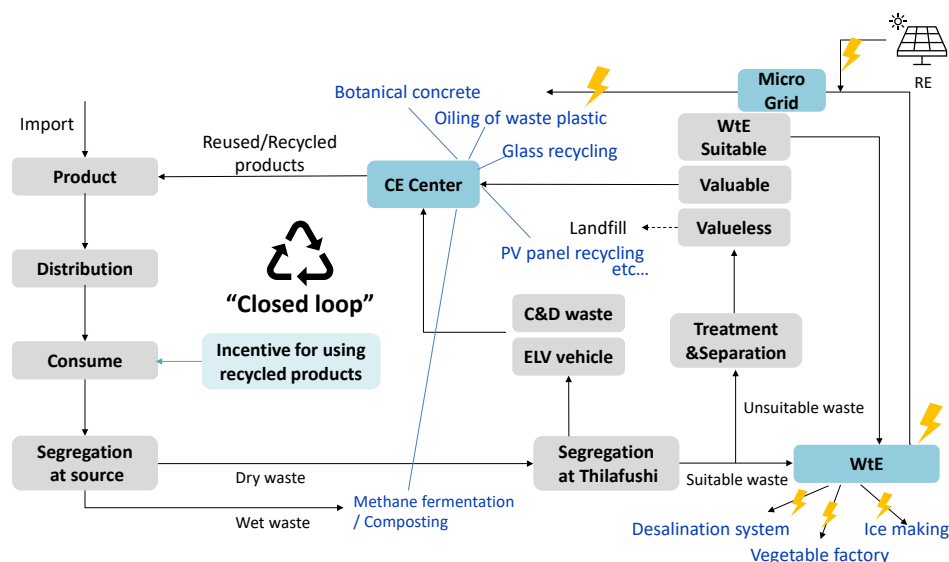 RE
Micro
Grid
Botanical concrete
Oiling of waste plastic
Import
WtE
Suitable
Reused/Recycled
products
Glass recycling
Product
CE Center
Valuable
Landfill
Valueless
PV panel recycling
etc...
Distribution
“Closed loop”
C&D waste
Treatment
&Separation
Consume
Incentive for using
recycled products
ELV vehicle
Unsuitable waste
Segregation
at source
Dry waste
Segregation
at Thilafushi
Suitable waste
WtE
Wet waste
Methane fermentation
/ Composting
Desalination system
Ice making
Vegetable factory